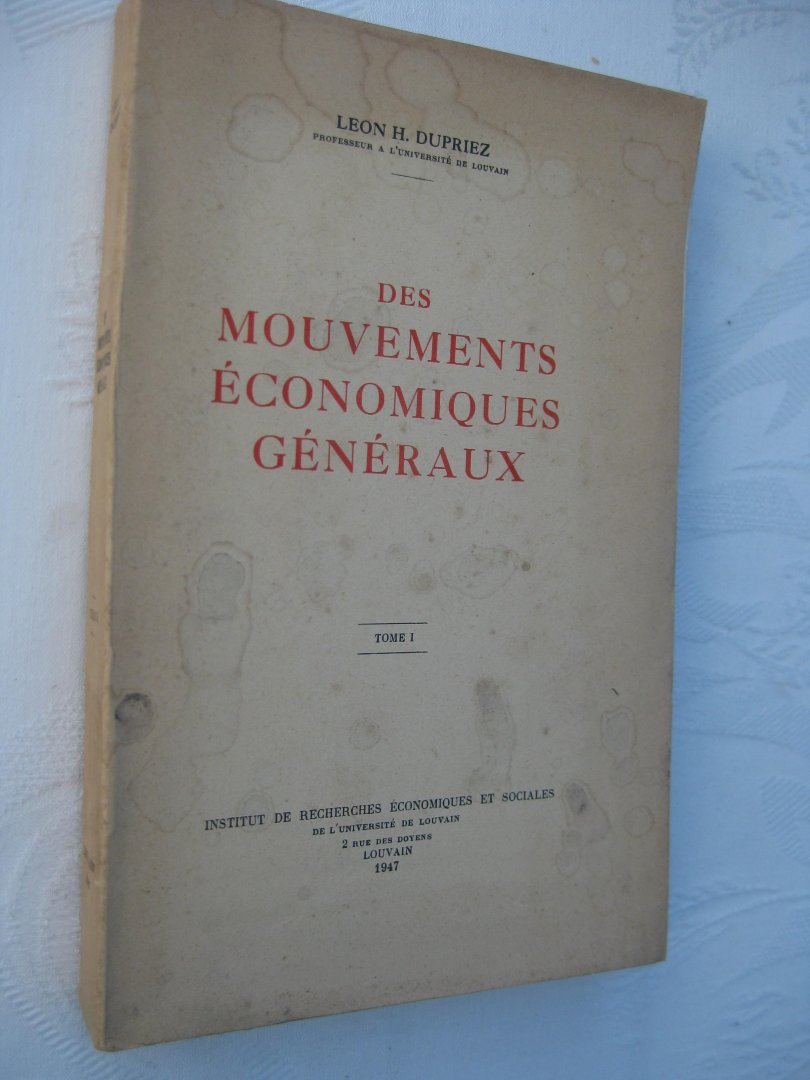 LEON H. DUPRIEZ
PROFESSEUR A L'UNIVERSITÉ DE LOUVAIN
DES
MOUVEMENTS
ÉCONOMIQUES
GÉNÉRAUX
TOME I
INSTITUT DE RECHERCHES ÉCONOMIQUES ET SOCIALES
DE L'UNIVERSITÉ DE LOUVAIN
2 RUE DES DOYENS
LOUVAIN
1947